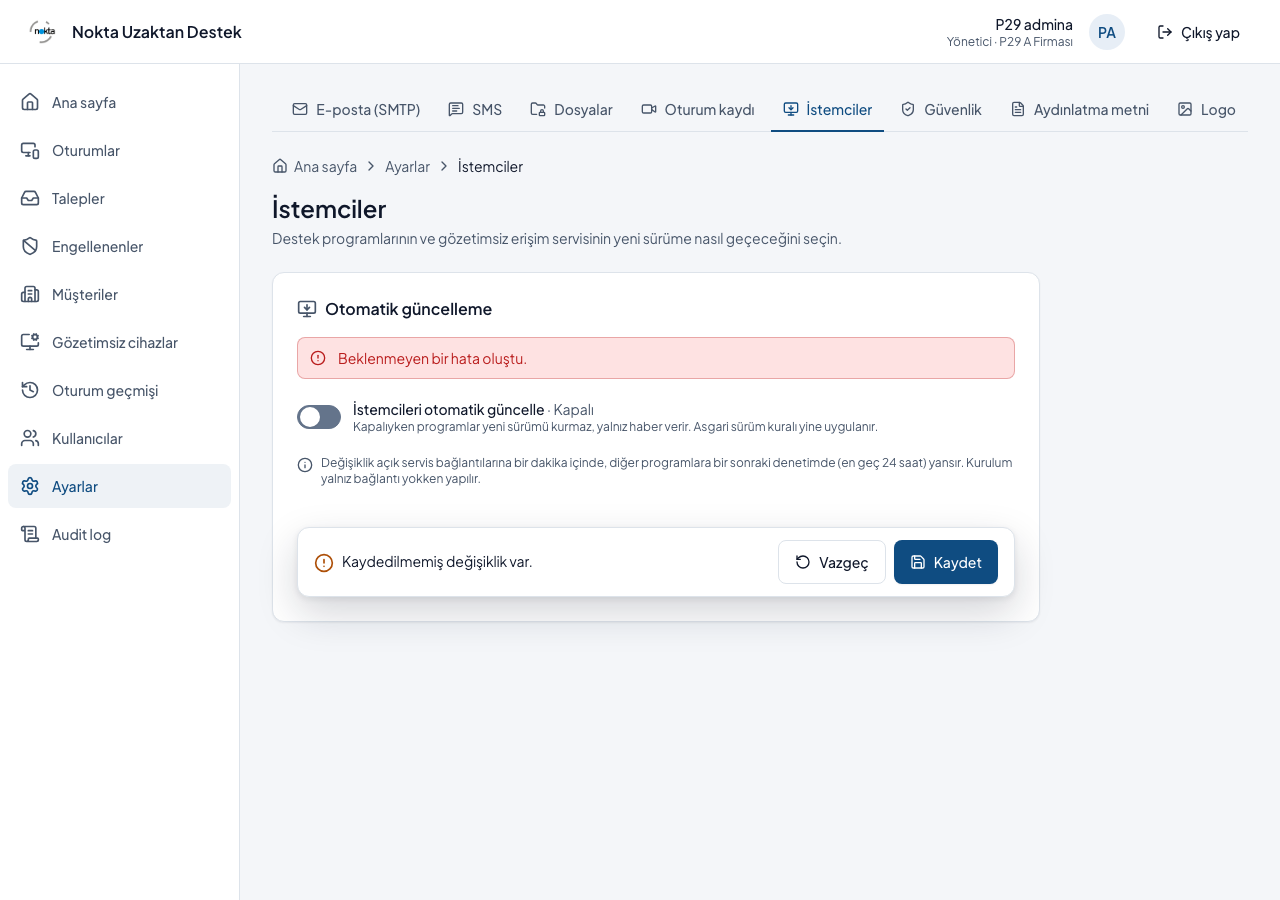 nokta
Nokta Uzaktan Destek
P29 admina
Yönetici · P29 A Firması
PA
Çıkış yap
Ana sayfa
Oturumlar
Talepler
Engellenenler
Müşteriler
Gözetimsiz cihazlar
Oturum geçmişi
Kullanıcılar
Ayarlar
Audit log
E-posta (SMTP)
SMS
Dosyalar
Oturum kaydı
İstemciler
Güvenlik
Aydınlatma metni
Logo
Ana sayfa > Ayarlar > İstemciler
İstemciler
Destek programlarının ve gözetimsiz erişim servisinin yeni sürüme nasıl geçeceğini seçin.
Otomatik güncelleme
Beklenmeyen bir hata oluştu.
İstemcileri otomatik güncelle · Kapalı
Kapalıyken programlar yeni sürümü kurmaz, yalnız haber verir. Asgari sürüm kuralı yine uygulanır.
Değişiklik açık servis bağlantılarına bir dakika içinde, diğer programlara bir sonraki denetimde (en geç 24 saat) yansır. Kurulum
yalnız bağlantı yokken yapılır.
Kaydedilmemiş değişiklik var.
Vazgeç
Kaydet